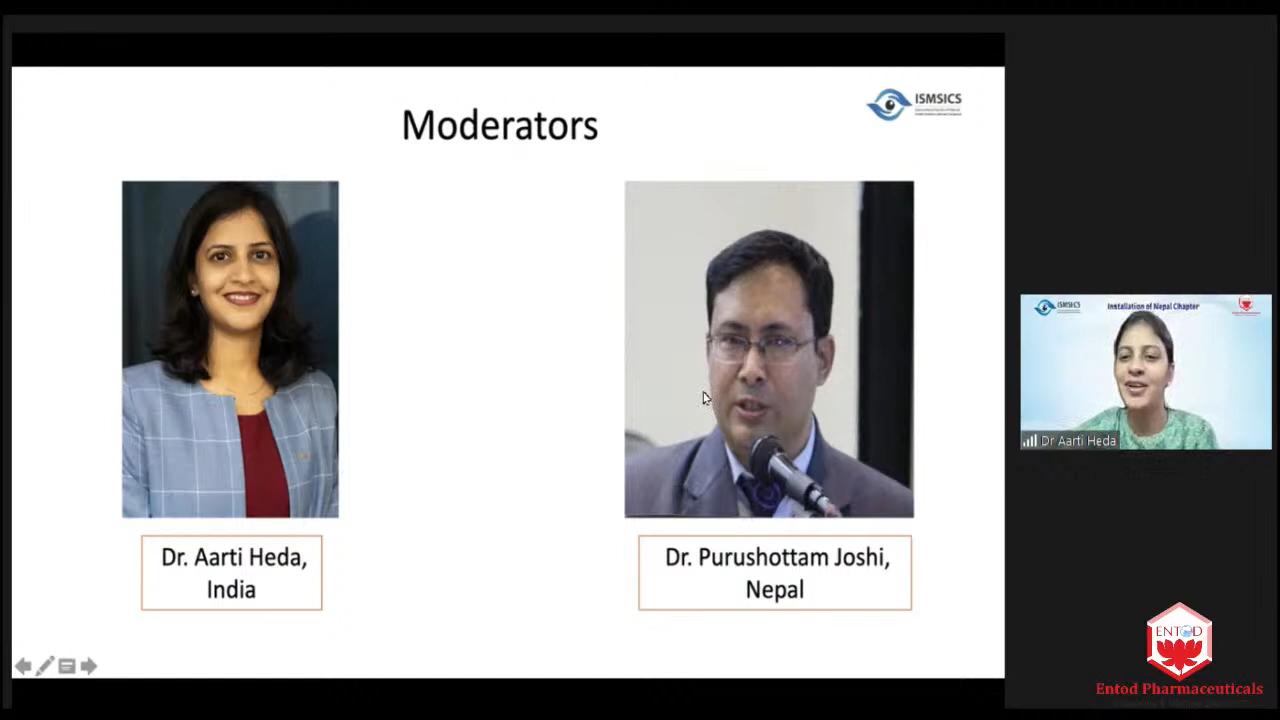 Moderators
ISMSICS
Dr. Aarti Heda,
India
Dr. Purushottam Joshi,
Nepal
ISMSICS
Installation of Nepal Chapter
Dr Aarti Heda
ENTOD
Entod Pharmaceuticals